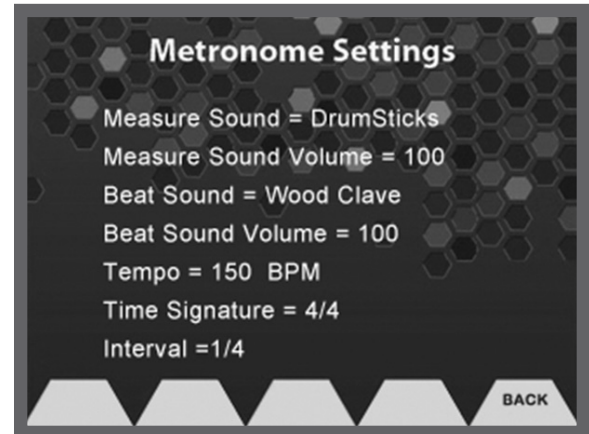 Metronome Settings
Measure Sound = DrumSticks
Measure Sound Volume = 100
Beat Sound = Wood Clave
Beat Sound Volume = 100
Tempo = 150  BPM
Time Signature = 4/4
Interval =1/4
BACK